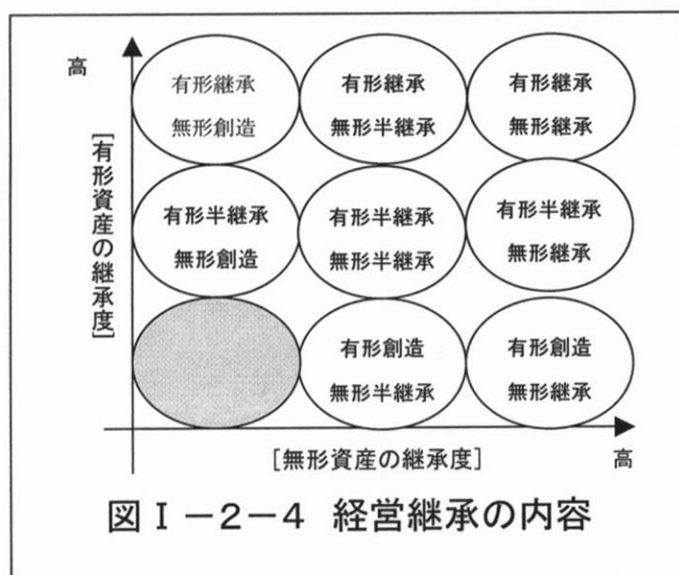 高
[有形資産の継承度]
有形継承
無形創造
有形継承
無形半継承
有形継承
無形継承
有形半継承
無形創造
有形半継承
無形半継承
有形半継承
無形継承
有形創造
無形半継承
有形創造
無形継承
[無形資産の継承度]
高
図Ⅰ－2－4 経営継承の内容